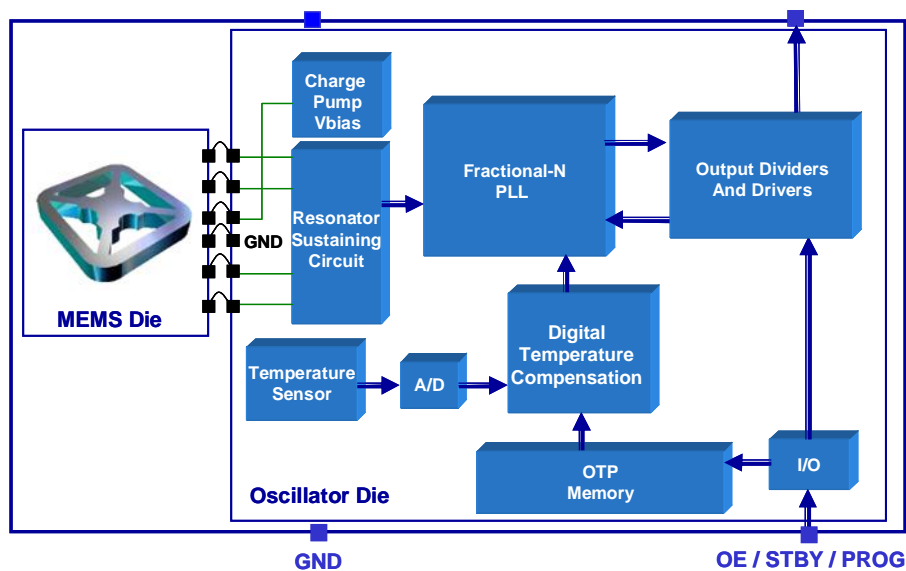 Charge
Pump
Vbias
Fractional-N
PLL
Output Dividers
And Drivers
Resonator
Sustaining
Circuit
GND
MEMS Die
Temperature
Sensor
A/D
Digital
Temperature
Compensation
OTP
Memory
I/O
Oscillator Die
GND
OE / STBY / PROG